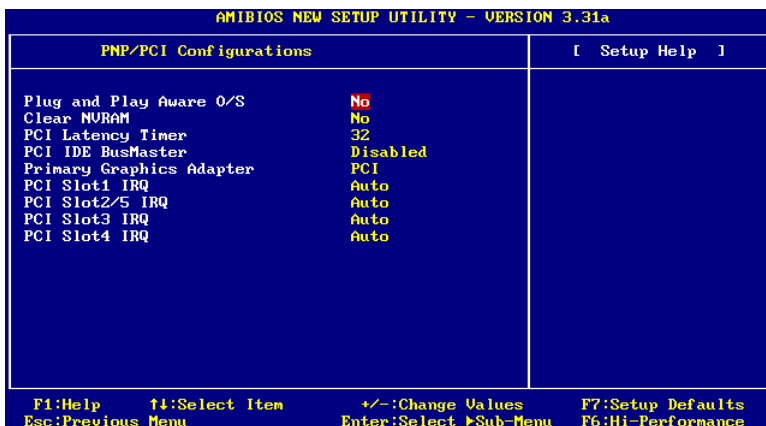 AMIBIOS NEW SETUP UTILITY - VERSION 3.31a
PNP/PCI Configurations
[ Setup Help ]
Plug and Play Aware O/S No
Clear NVRAM No
PCI Latency Timer 32
PCI IDE BusMaster Disabled
Primary Graphics Adapter PCI
PCI Slot1 IRQ Auto
PCI Slot2/5 IRQ Auto
PCI Slot3 IRQ Auto
PCI Slot4 IRQ Auto
F1:Help ↑↓:Select Item +/-:Change Values F7:Setup Defaults
Esc:Previous Menu Enter:Select ►Sub-Menu F6:Hi-Performance